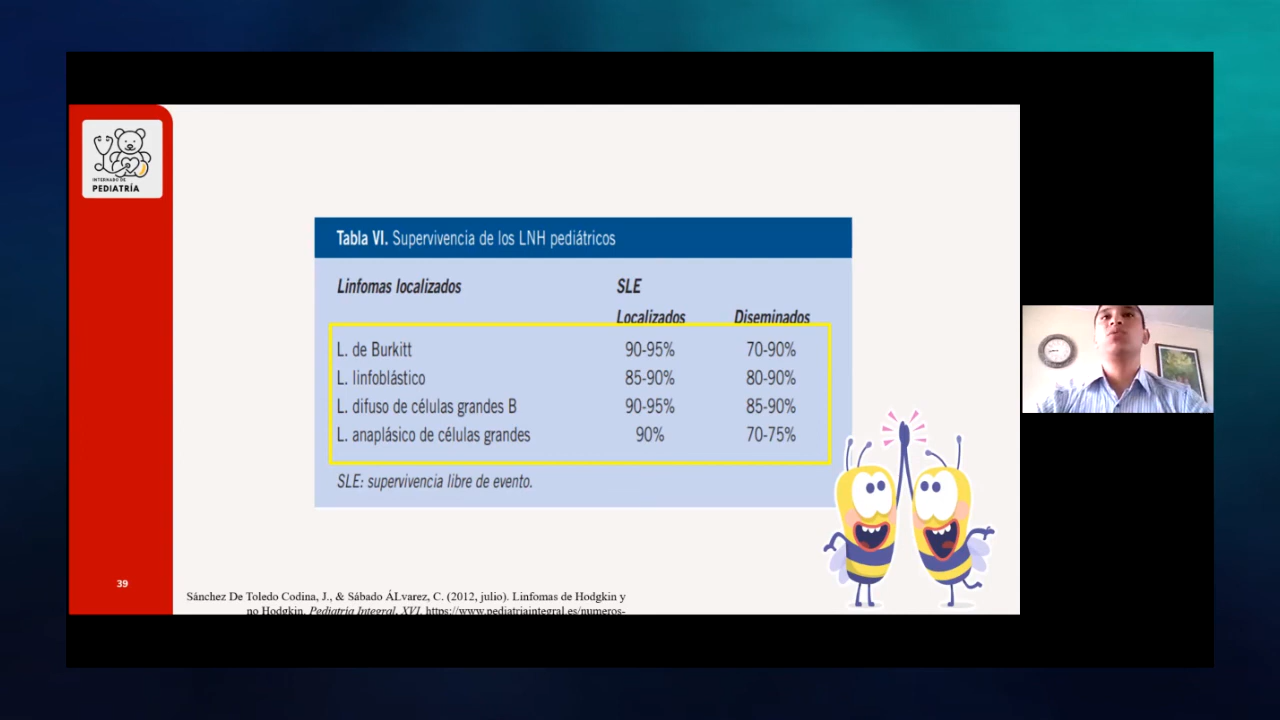 INTERNADO DE
PEDIATRÍA
Tabla VI. Supervivencia de los LNH pediátricos
Linfomas localizados SLE
Localizados Diseminados
L. de Burkitt 90-95% 70-90%
L. linfoblástico 85-90% 80-90%
L. difuso de células grandes B 90-95% 85-90%
L. anaplásico de células grandes 90% 70-75%
SLE: supervivencia libre de evento.
39
Sánchez De Toledo Codina, J., & Sábado ÁLvarez, C. (2012, julio). Linfomas de Hodgkin y
no Hodgkin. Pediatria Integral, XVI. https://www.pediatriaintegral.es/numeros-